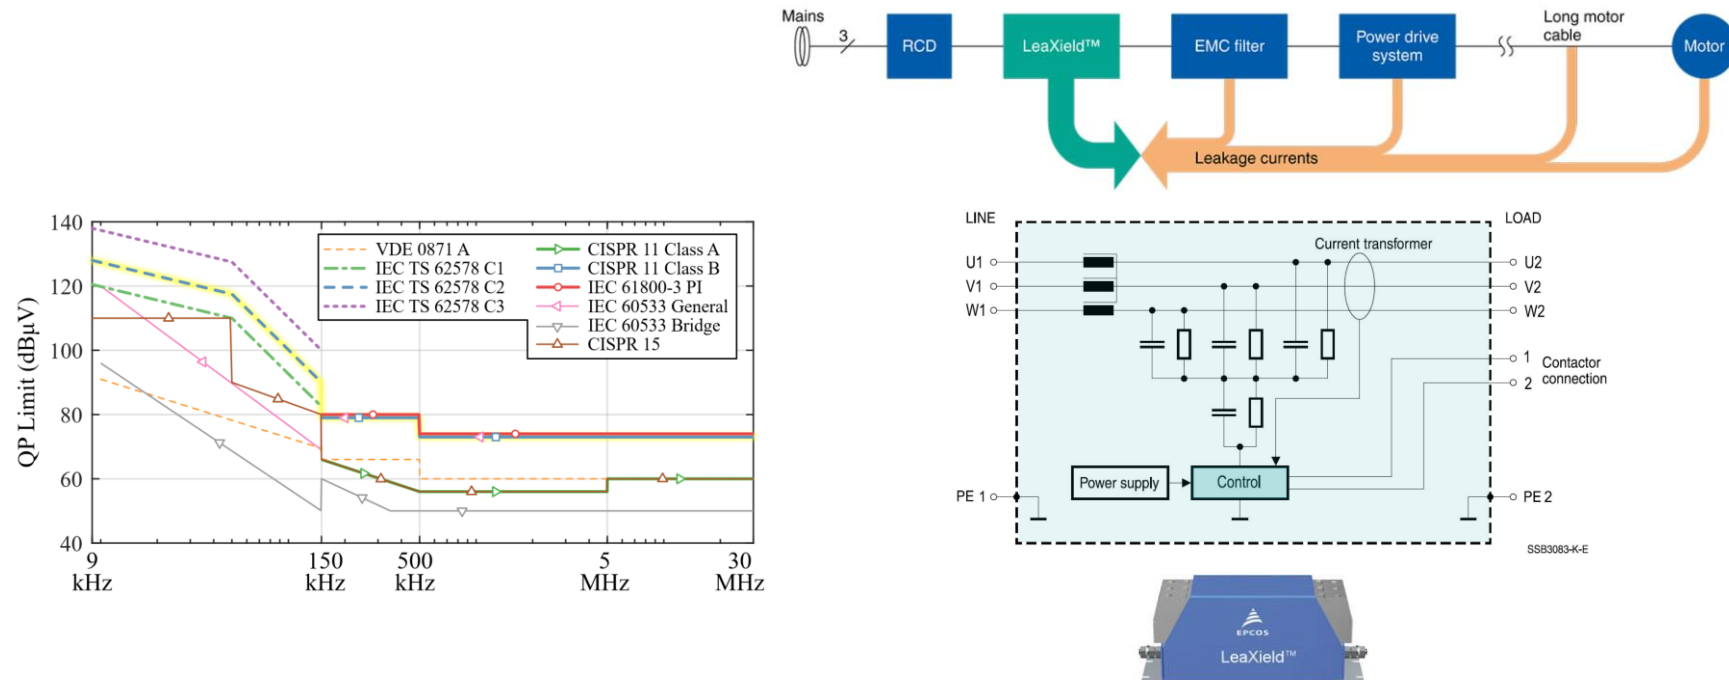 Mains
3
RCD
LeaXield™
EMC filter
Power drive
system
Long motor
cable
Motor
Leakage currents
140
120
100
80
60
40
QP Limit (dBµV)
VDE 0871 A
IEC TS 62578 C1
IEC TS 62578 C2
IEC TS 62578 C3
CISPR 11 Class A
CISPR 11 Class B
IEC 61800-3 PI
IEC 60533 General
IEC 60533 Bridge
CISPR 15
9
kHz
150
kHz
500
kHz
5
MHz
30
MHz
LINE
LOAD
Current transformer
U1
U2
V1
V2
W1
W2
1
2
Contactor
connection
Power supply
Control
PE 1
PE 2
SSB3083-K-E
EPCOS
LeaXield™